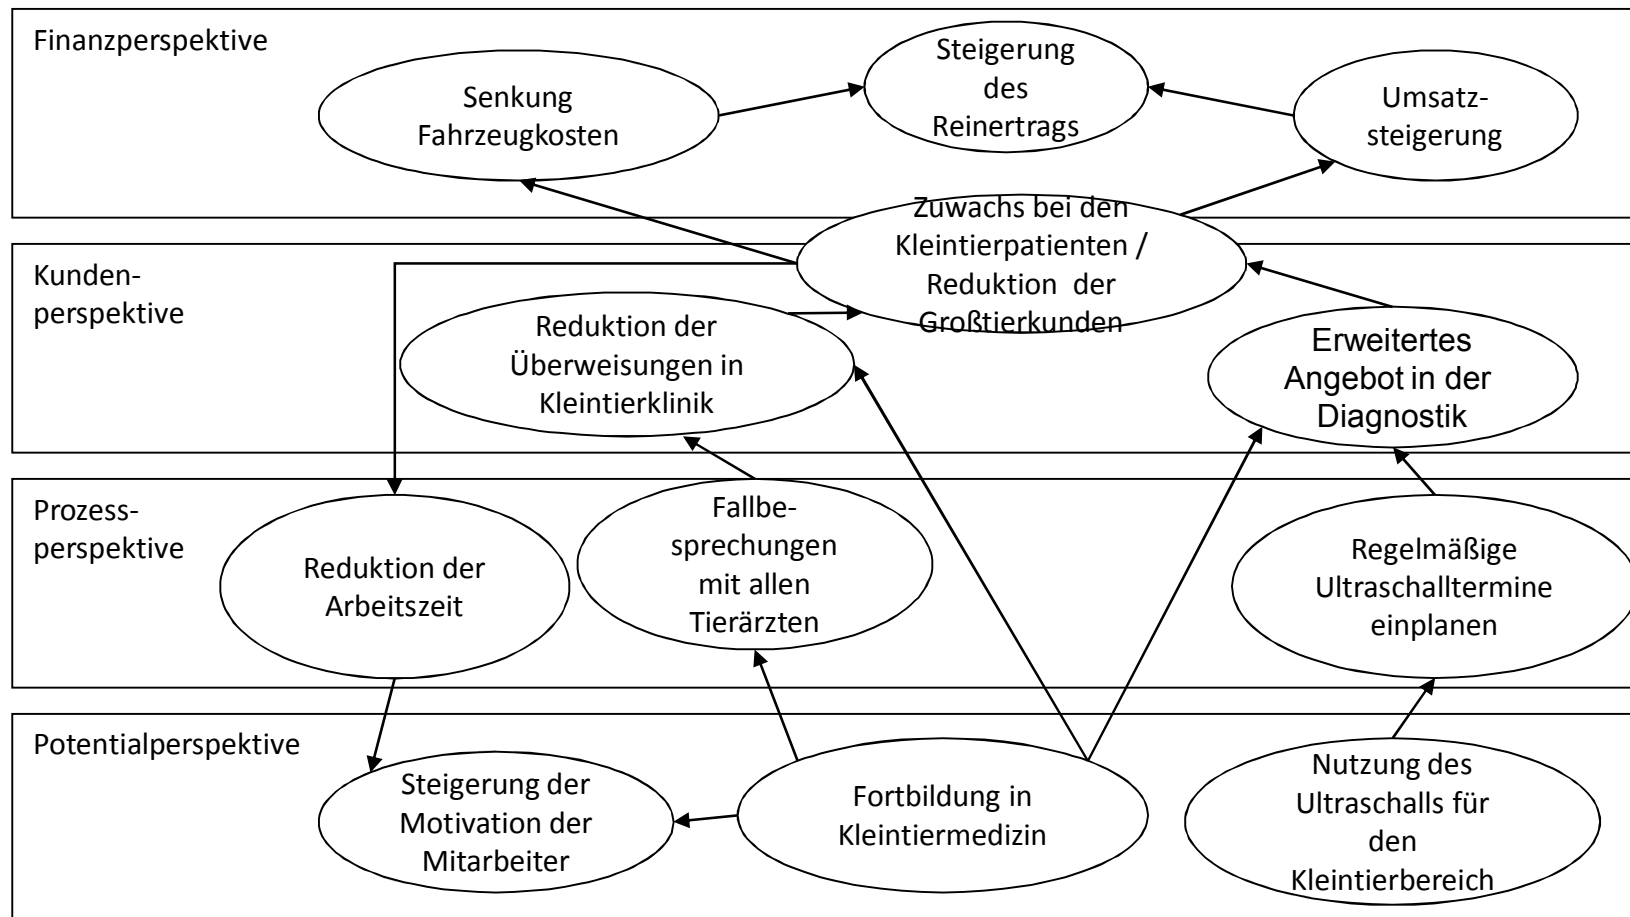 Finanzperspektive
Senkung
Fahrzeugkosten
Steigerung
des
Reinertrags
Umsatz-
steigerung
Kunden-
perspektive
Zuwachs bei den
Kleintierpatienten /
Reduktion der
Großtierkunden
Reduktion der
Überweisungen in
Kleintierklinik
Erweitertes
Angebot in der
Diagnostik
Prozess-
perspektive
Reduktion der
Arbeitszeit
Fallbe-
sprechungen
mit allen
Tierärzten
Regelmäßige
Ultraschalltermine
einplanen
Potentialperspektive
Steigerung der
Motivation der
Mitarbeiter
Fortbildung in
Kleintiermedizin
Nutzung des
Ultraschalls für
den
Kleintierbereich